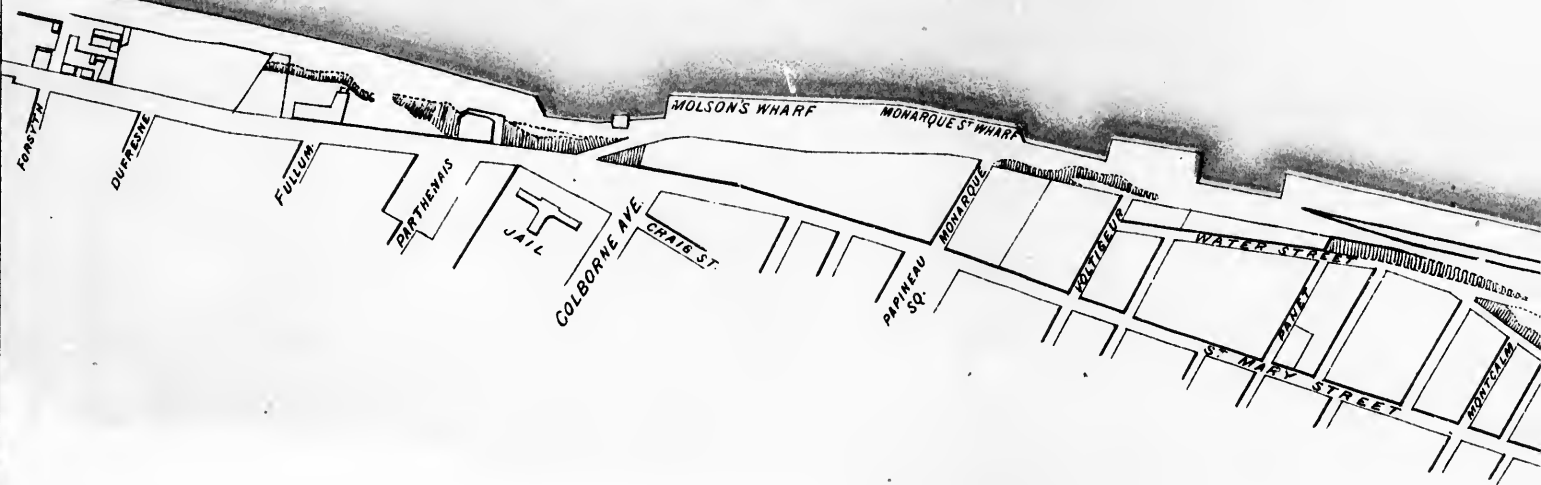 MOLSON'S WHARF
MONARQUE ST WHARF
FORSYTH
DUFRESNE
FULLUM.
PARTHENAIS
JAIL
COLBORNE AVE.
CRAIG ST.
PAPINEAU
SQ.
MONARQUE
VOLTIGEUR
WATER STREET
PANET
ST MARY STREET
MONTCALM